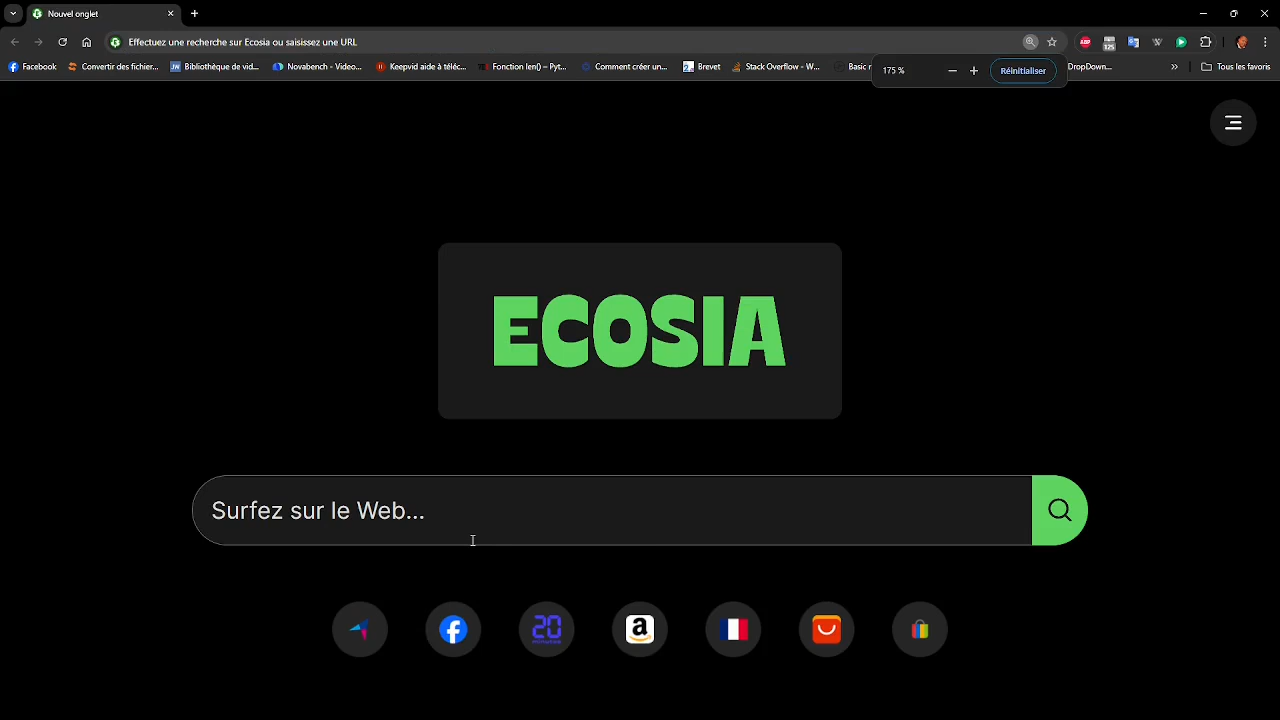 Nouvel onglet
Effectuez une recherche sur Ecosia ou saisissez une URL
125
Facebook
Convertir des fichier...
Bibliothèque de vid...
Novabench - Video...
Keepvid aide à téléc...
Fonction len() – Pyt...
Comment créer un...
Brevet
Stack Overflow - W...
DropDown...
»
Tous les favoris
175 %
Réinitialiser
ECOSIA
Surfez sur le Web...
20